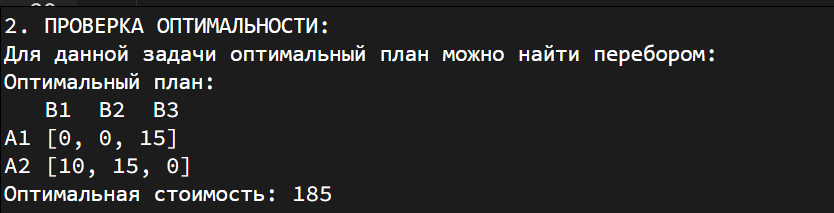 2. ПРОВЕРКА ОПТИМАЛЬНОСТИ:
Для данной задачи оптимальный план можно найти перебором:
Оптимальный план:
B1 B2 B3
A1 [0, 0, 15]
A2 [10, 15, 0]
Оптимальная стоимость: 185